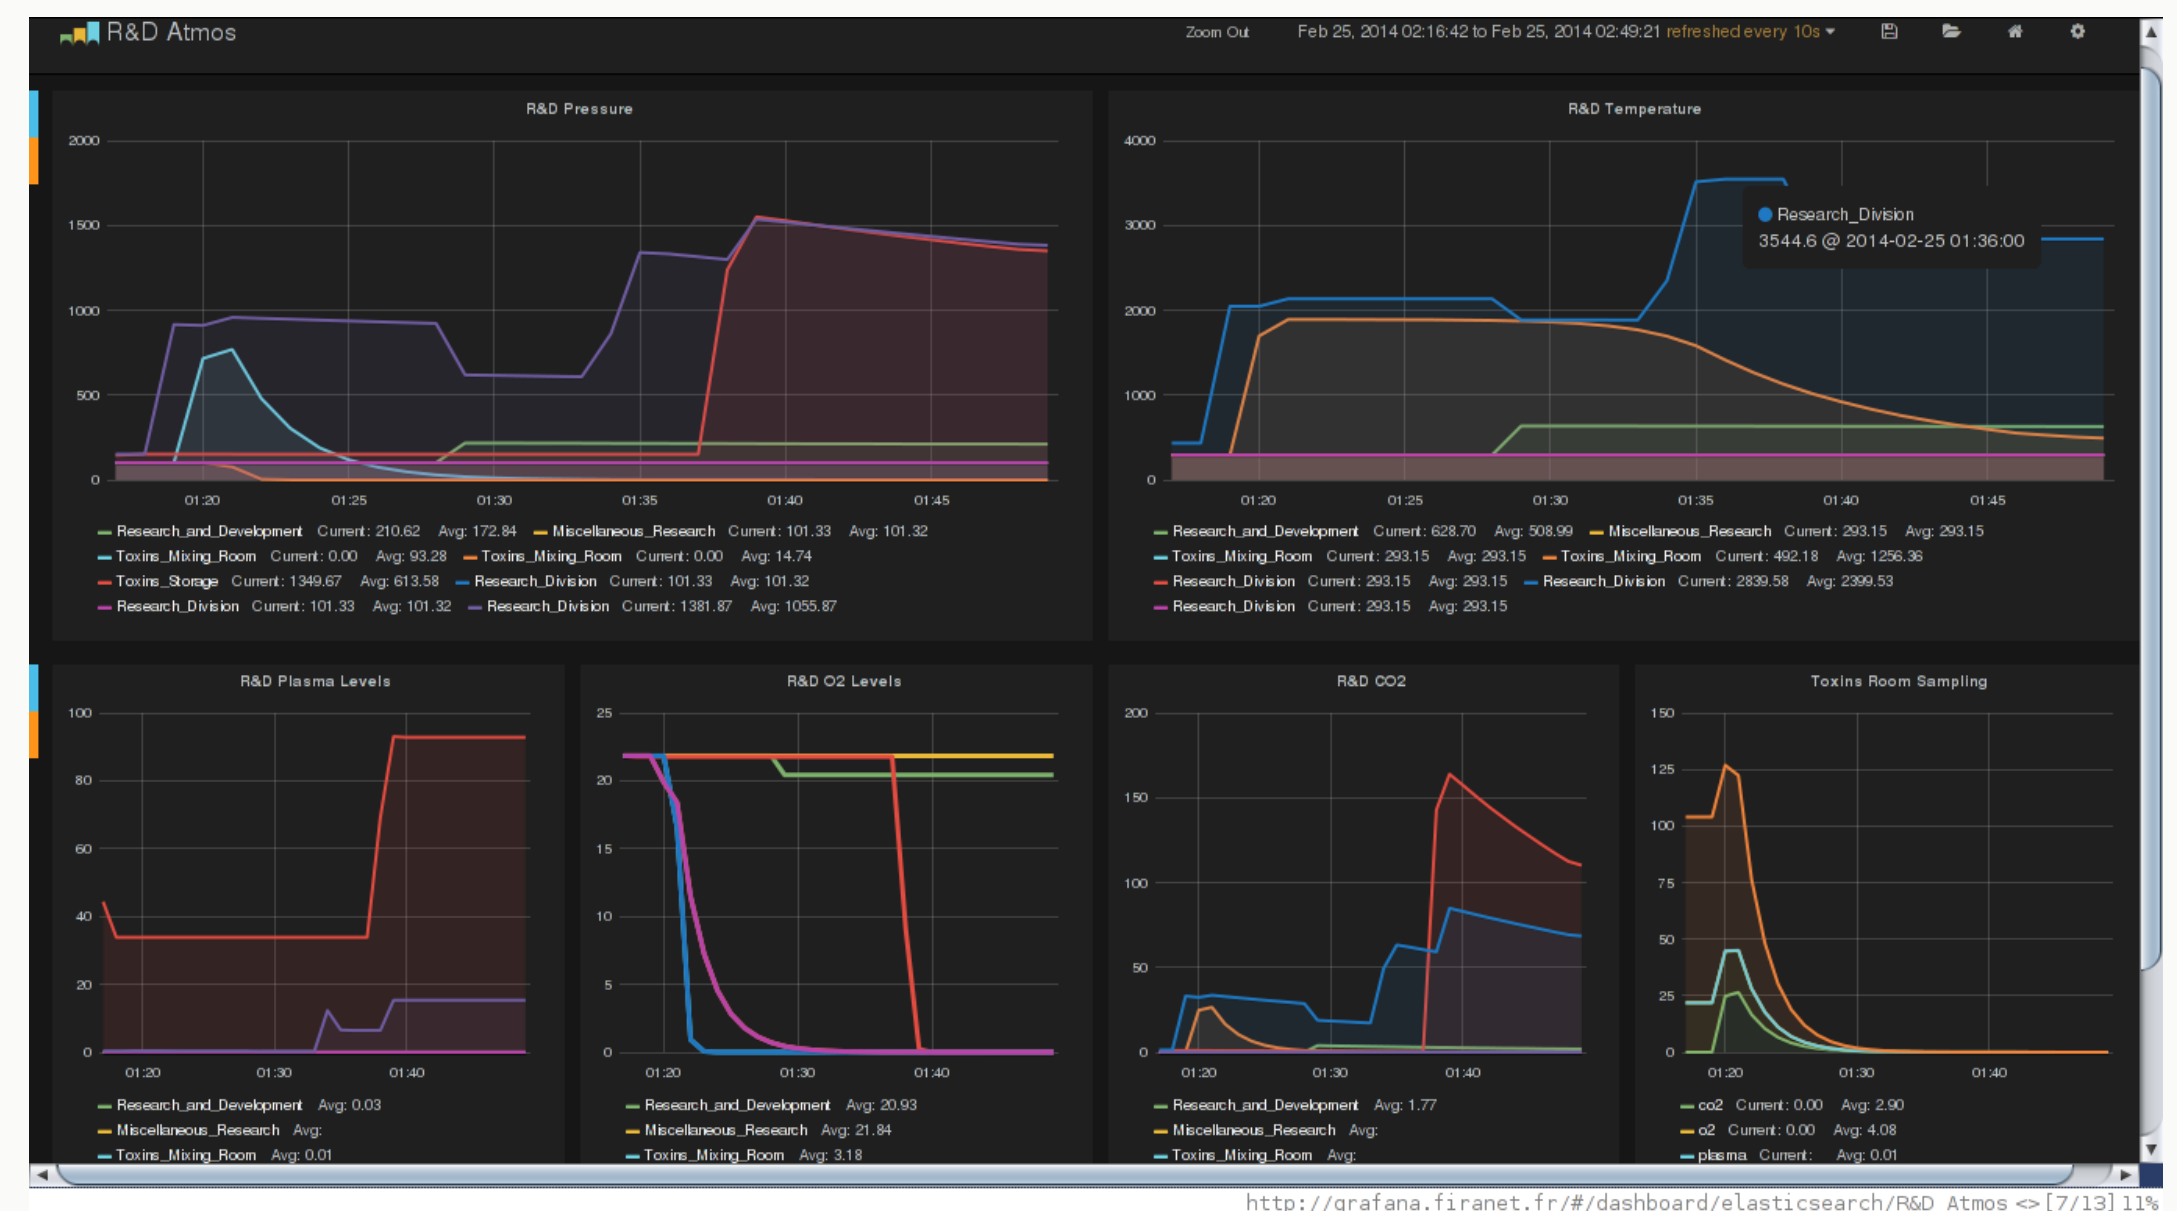 R&D Atmos
Zoom Out Feb 25, 2014 02:16:42 to Feb 25, 2014 02:49:21 refreshed every 10s
R&D Pressure
2000
1500
1000
500
0
01:20 01:25 01:30 01:35 01:40 01:45
Research_and_Development Current: 210.62 Avg: 172.84 Miscellaneous_Research Current: 101.33 Avg: 101.32
Toxins_Mixing_Room Current: 0.00 Avg: 93.28 Toxins_Mixing_Room Current: 0.00 Avg: 14.74
Toxins_Storage Current: 1349.67 Avg: 613.58 Research_Division Current: 101.33 Avg: 101.32
Research_Division Current: 101.33 Avg: 101.32 Research_Division Current: 1381.87 Avg: 1055.87
R&D Temperature
4000
3000
2000
1000
0
Research_Division
3544.6 @ 2014-02-25 01:36:00
01:20 01:25 01:30 01:35 01:40 01:45
Research_and_Development Current: 628.70 Avg: 508.99 Miscellaneous_Research Current: 293.15 Avg: 293.15
Toxins_Mixing_Room Current: 293.15 Avg: 293.15 Toxins_Mixing_Room Current: 492.18 Avg: 1256.36
Research_Division Current: 293.15 Avg: 293.15 Research_Division Current: 2839.58 Avg: 2399.53
Research_Division Current: 293.15 Avg: 293.15
R&D Plasma Levels
100
80
60
40
20
0
01:20 01:30 01:40
Research_and_Development Avg: 0.03
Miscellaneous_Research Avg:
Toxins_Mixing_Room Avg: 0.01
R&D O2 Levels
25
20
15
10
5
0
01:20 01:30 01:40
Research_and_Development Avg: 20.93
Miscellaneous_Research Avg: 21.84
Toxins_Mixing_Room Avg: 3.18
R&D CO2
200
150
100
50
0
01:20 01:30 01:40
Research_and_Development Avg: 1.77
Miscellaneous_Research Avg:
Toxins_Mixing_Room Avg:
Toxins Room Sampling
150
125
100
75
50
25
0
01:20 01:30 01:40
co2 Current: 0.00 Avg: 2.90
o2 Current: 0.00 Avg: 4.08
plasma Current: Avg: 0.01
http://grafana.firanet.fr/#/dashboard/elasticsearch/R&D Atmos <> [7/13] 11%